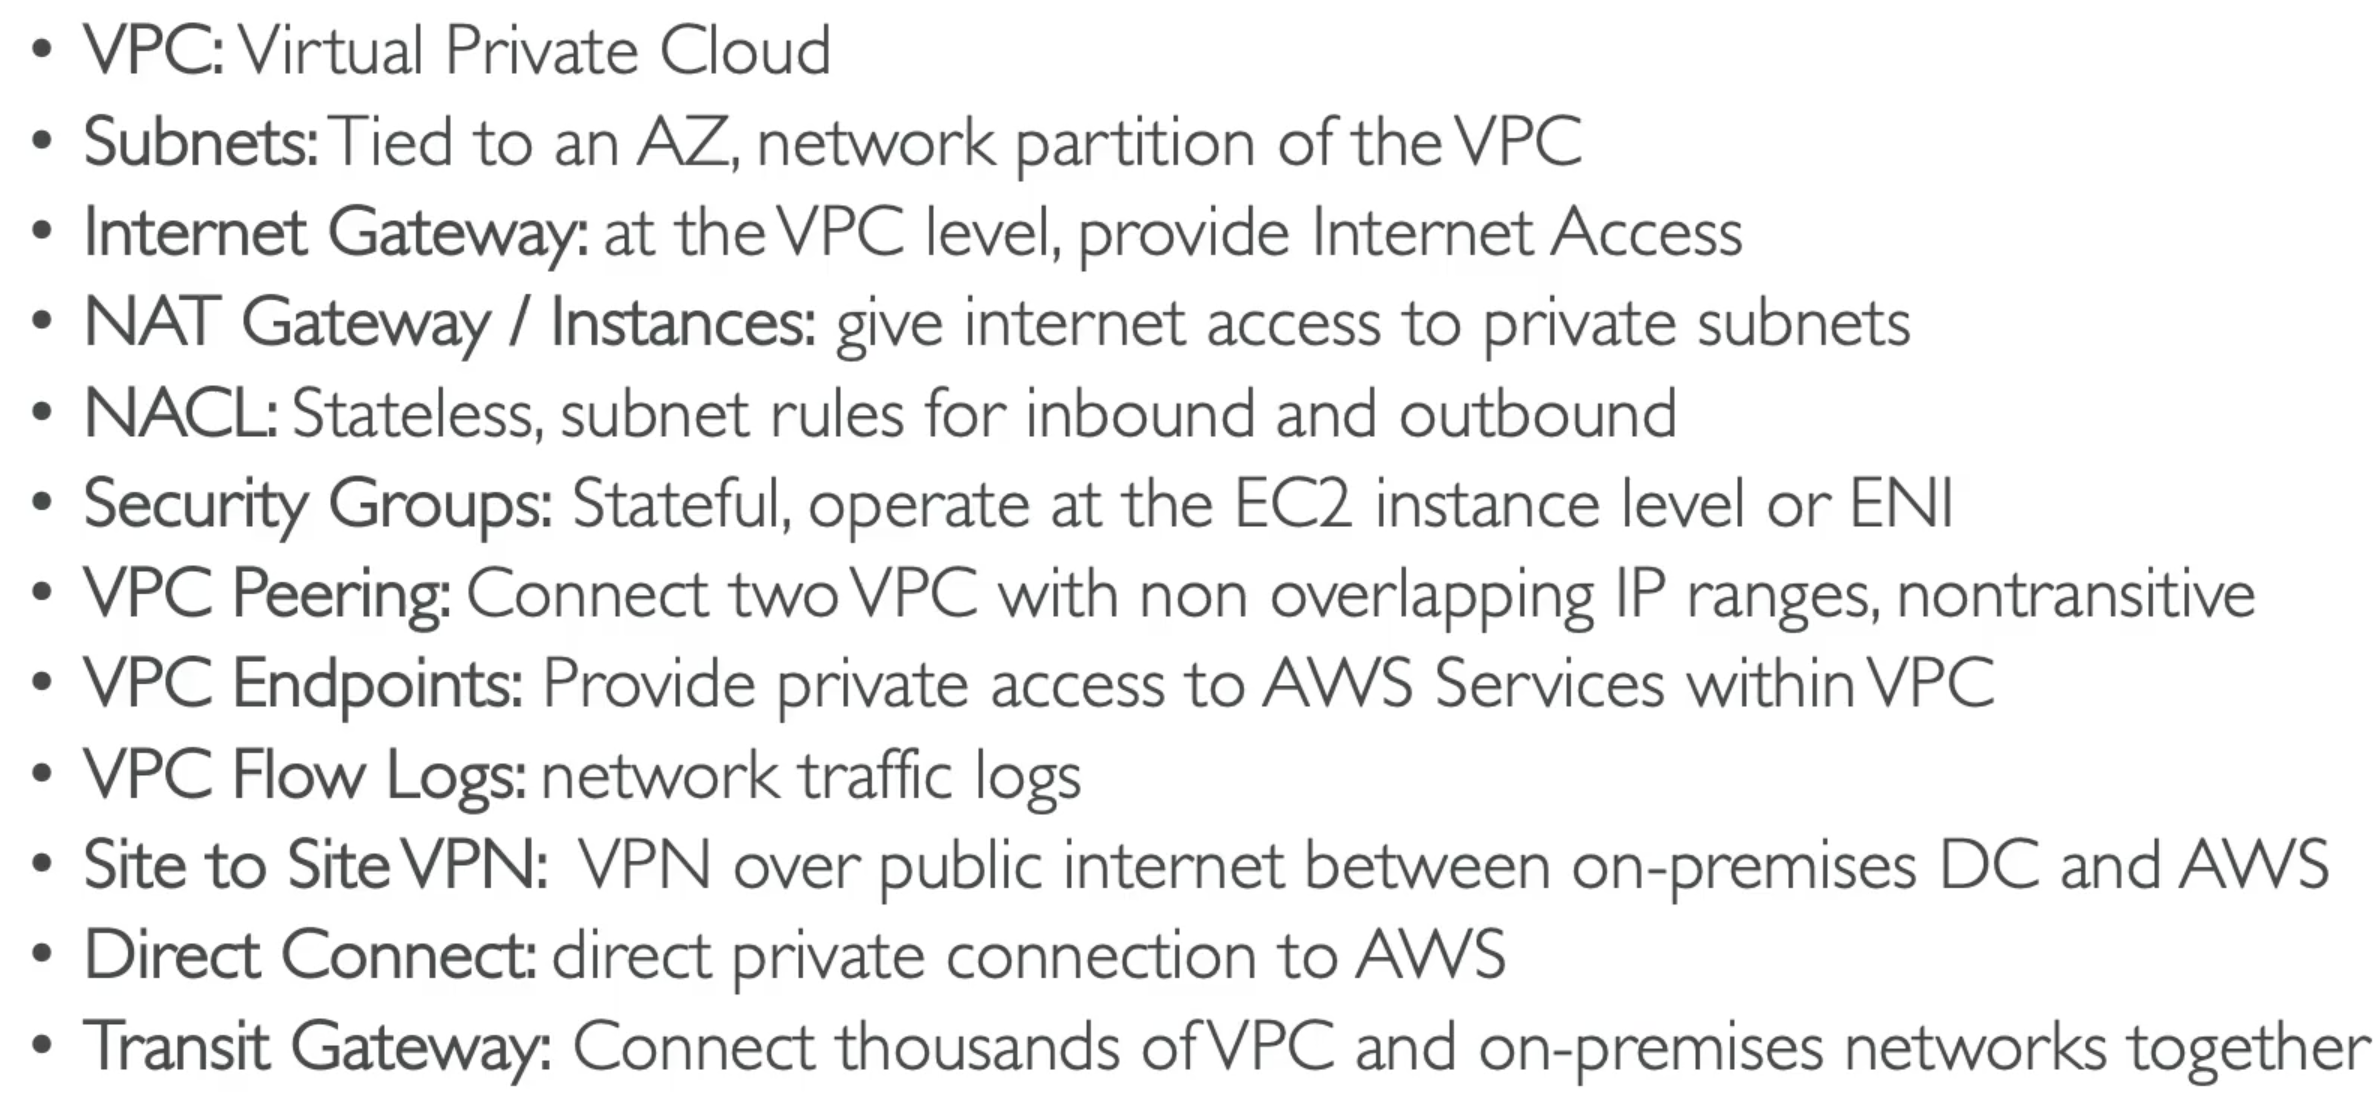 • VPC: Virtual Private Cloud
• Subnets: Tied to an AZ, network partition of the VPC
• Internet Gateway: at the VPC level, provide Internet Access
• NAT Gateway / Instances: give internet access to private subnets
• NACL: Stateless, subnet rules for inbound and outbound
• Security Groups: Stateful, operate at the EC2 instance level or ENI
• VPC Peering: Connect two VPC with non overlapping IP ranges, nontransitive
• VPC Endpoints: Provide private access to AWS Services within VPC
• VPC Flow Logs: network traffic logs
• Site to Site VPN: VPN over public internet between on-premises DC and AWS
• Direct Connect: direct private connection to AWS
• Transit Gateway: Connect thousands of VPC and on-premises networks together